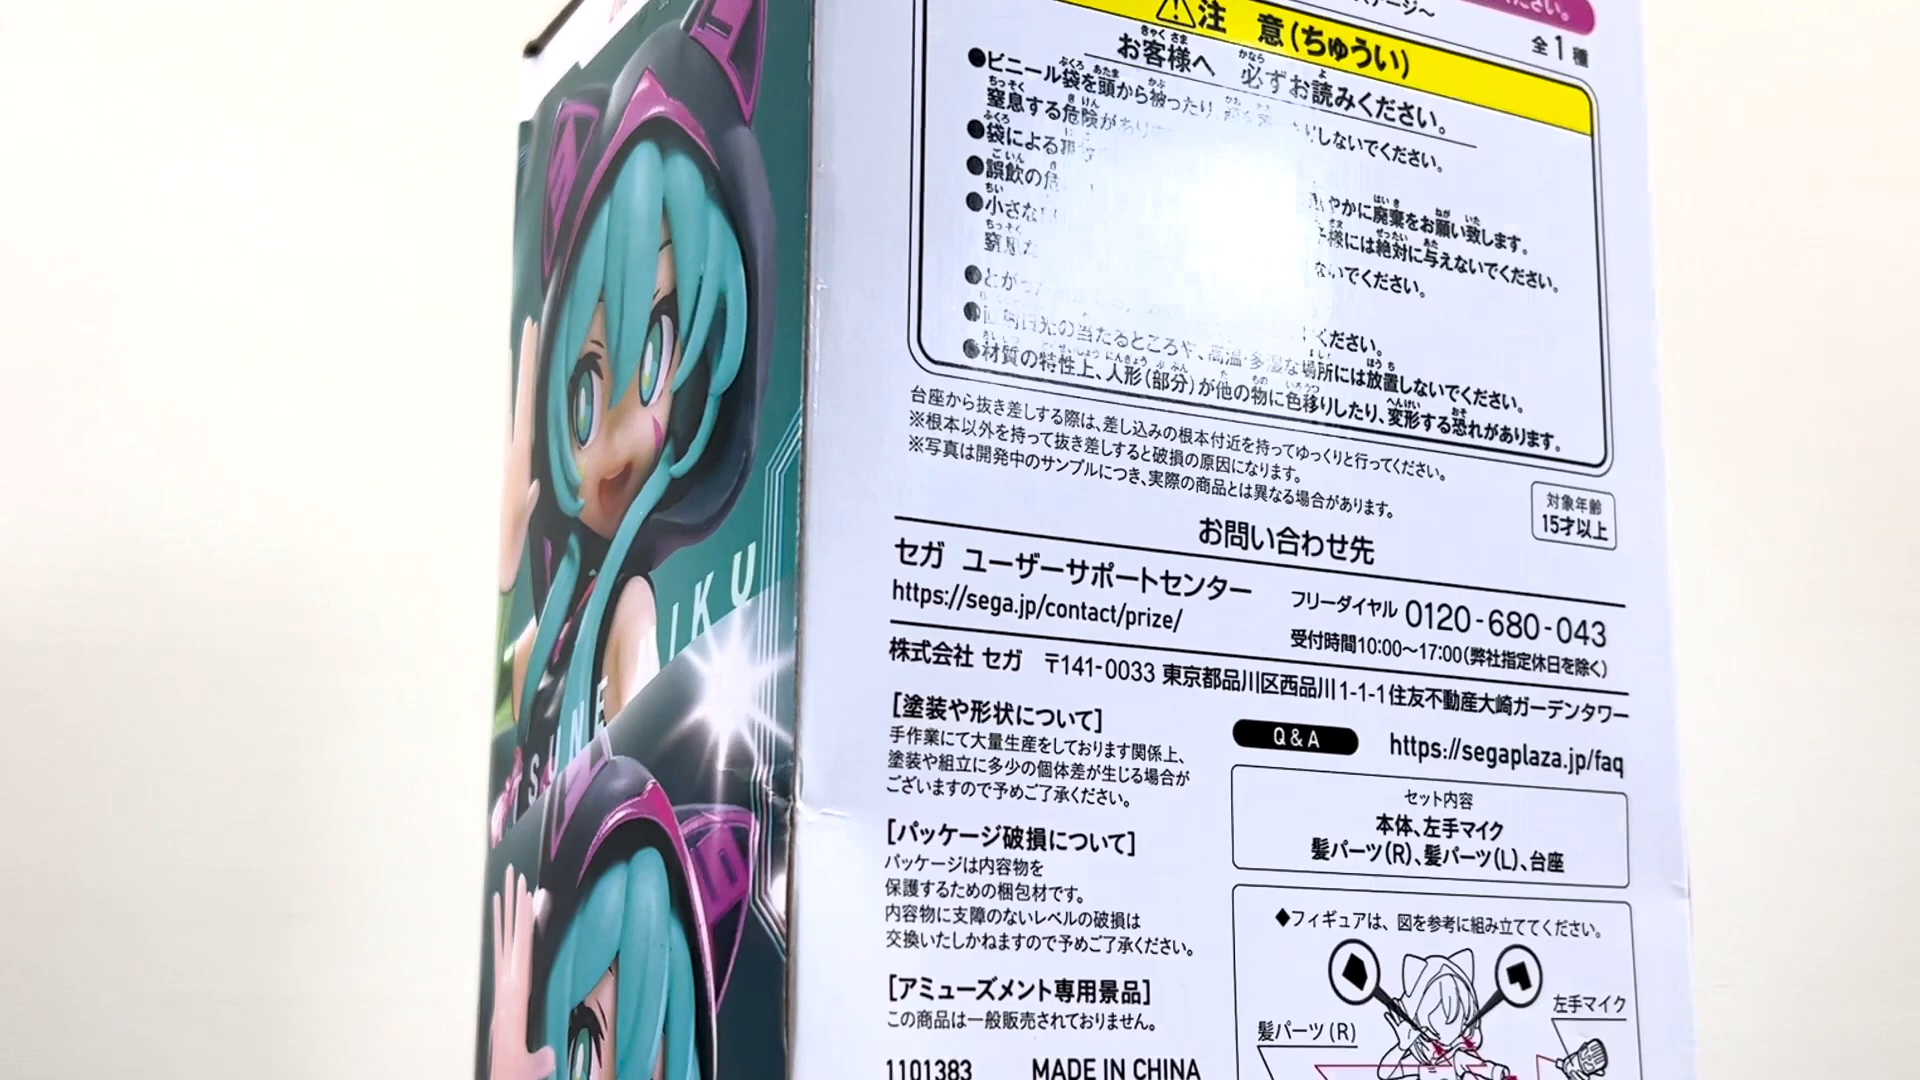 ください。
ステージ～
全1種
注 意(ちゅうい)
お客様へ 必ずお読みください。
●ビニール袋を頭から被ったり、 しないでください。
窒息する危険があり
●袋による
●誤飲の危 やかに廃棄をお願い致します。
●小さな 様には絶対に与えないでください。
窒息 ないでください。
●とがった ください。
の当たるところや、高温・多湿な場所には放置しないでください。
●材質の特性上、人形(部分)が他の物に色移りしたり、変形する恐れがあります。
台座から抜き差しする際は、差し込みの根本付近を持ってゆっくりと行ってください。
※根本以外を持って抜き差しすると破損の原因になります。
※写真は開発中のサンプルにつき、実際の商品とは異なる場合があります。
対象年齢
15才以上
お問い合わせ先
セガ ユーザーサポートセンター
https://sega.jp/contact/prize/
フリーダイヤル 0120-680-043
受付時間10:00～17:00(弊社指定休日を除く)
株式会社 セガ 〒141-0033 東京都品川区西品川1-1-1住友不動産大崎ガーデンタワー
[塗装や形状について]
手作業にて大量生産をしております関係上、
塗装や組立に多少の個体差が生じる場合が
ございますので予めご了承ください。
Q&A https://segaplaza.jp/faq
セット内容
本体、左手マイク
髪パーツ(R)、髪パーツ(L)、台座
[パッケージ破損について]
パッケージは内容物を
保護するための梱包材です。
内容物に支障のないレベルの破損は
交換いたしかねますので予めご了承ください。
◆フィギュアは、図を参考に組み立ててください。
左手マイク
髪パーツ(R)
[アミューズメント専用景品]
この商品は一般販売されておりません。
1101383 MADE IN CHINA
IKU
SUNE